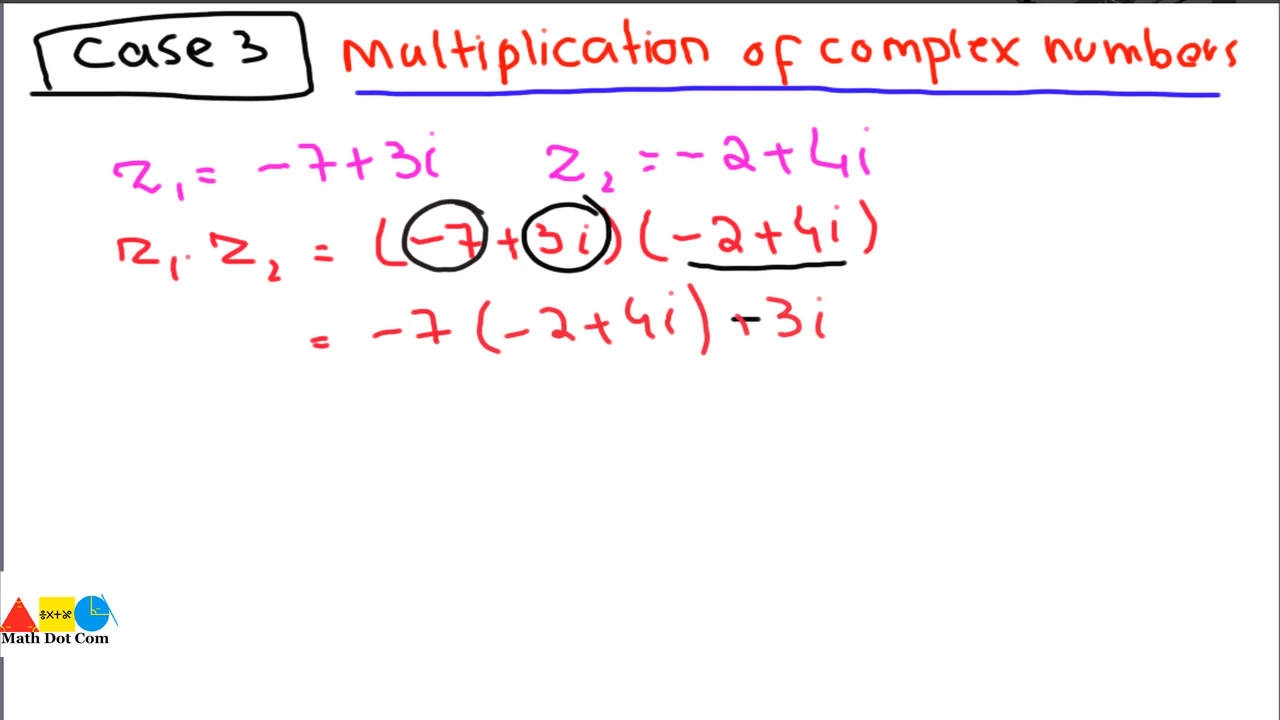 Case 3 Multiplication of complex numbers
z₁ = -7+3i z₂ = -2+4i
z₁. z₂ = (-7+3i)(-2+4i)
= -7(-2+4i)+3i
÷x+
Math Dot Com